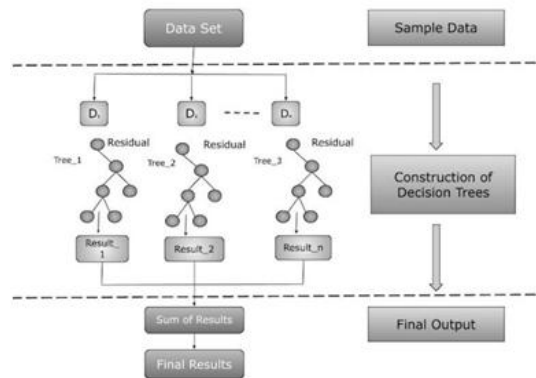 Data Set
Sample Data
Residual
Residual
Residual
Tree_1
Tree_2
Tree_3
Construction of
Decision Trees
Result_
1
Result_2
Result_n
Sum of Results
Final Output
Final Results